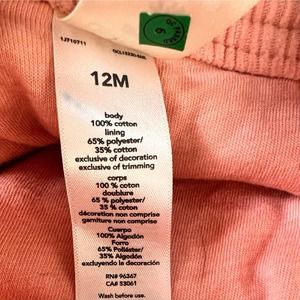 6
1J710711
12M
body
100% cotton
lining
65% polyester/
35% cotton
exclusive of decoration
exclusive of trimming
corps
100 % coton
doublure
65 % polyester/
35 % coton
décoration non comprise
garniture non comprise
Cuerpo
100% Algodón
Forro
65% Poliéster/
35% Algodón
excluyendo la decoración
RN# 96367
CA# 53061
Wash before use.